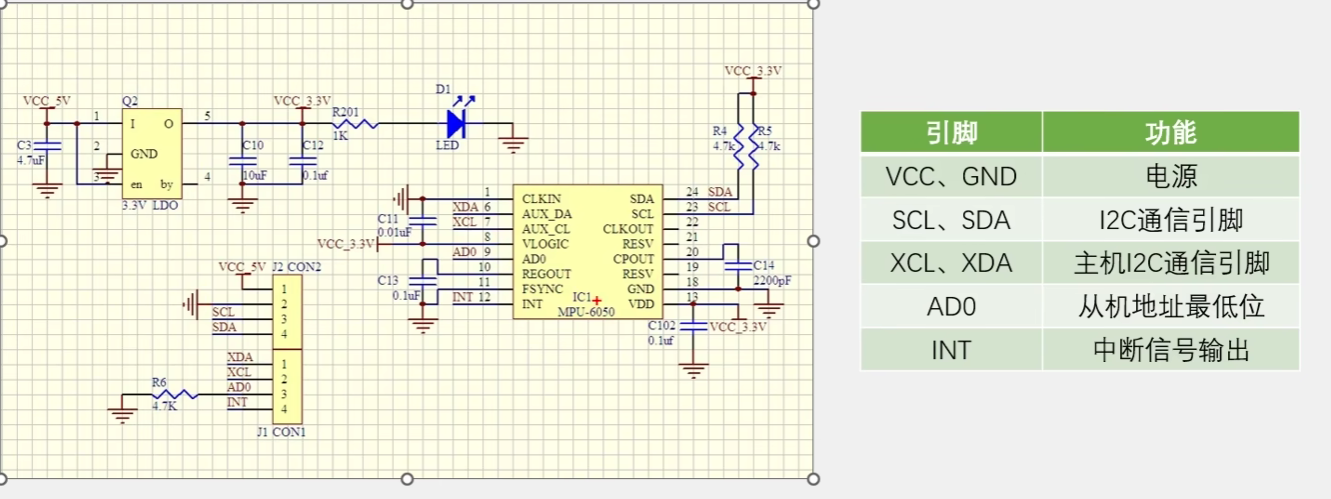 VCC_5V
Q2
VCC_3.3V
R201
1K
D1
LED
C3
4.7uF
1
I
O
5
2
GND
3
en
by
4
3.3V LDO
C10
10uF
C12
0.1uf
VCC_3.3V
R4
4.7k
R5
4.7k
C11
0.01uF
VCC_3.3V
C13
0.1uF
1 CLKIN
XDA 6 AUX_DA
XCL 7 AUX_CL
8 VLOGIC
AD0 9 AD0
10 REGOUT
11 FSYNC
INT 12 INT
SDA 24 SDA
SCL 23 SCL
CLKOUT 22
RESV 21
CPOUT 20
RESV 19
GND 18
VDD 13
IC1
MPU-6050
C14
2200pF
C102
0.1uf
VCC_3.3V
VCC_5V
J2 CON2
1
2
SCL 3
SDA 4
XDA 1
XCL 2
AD0 3
INT 4
R6
4.7K
J1 CON1
引脚 功能
VCC、GND 电源
SCL、SDA I2C通信引脚
XCL、XDA 主机I2C通信引脚
AD0 从机地址最低位
INT 中断信号输出